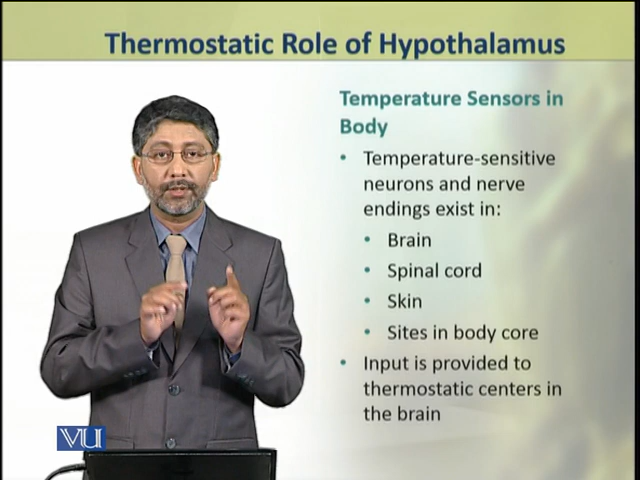 Thermostatic Role of Hypothalamus
Temperature Sensors in
Body
• Temperature-sensitive
neurons and nerve
endings exist in:
• Brain
• Spinal cord
• Skin
• Sites in body core
• Input is provided to
thermostatic centers in
the brain
VU